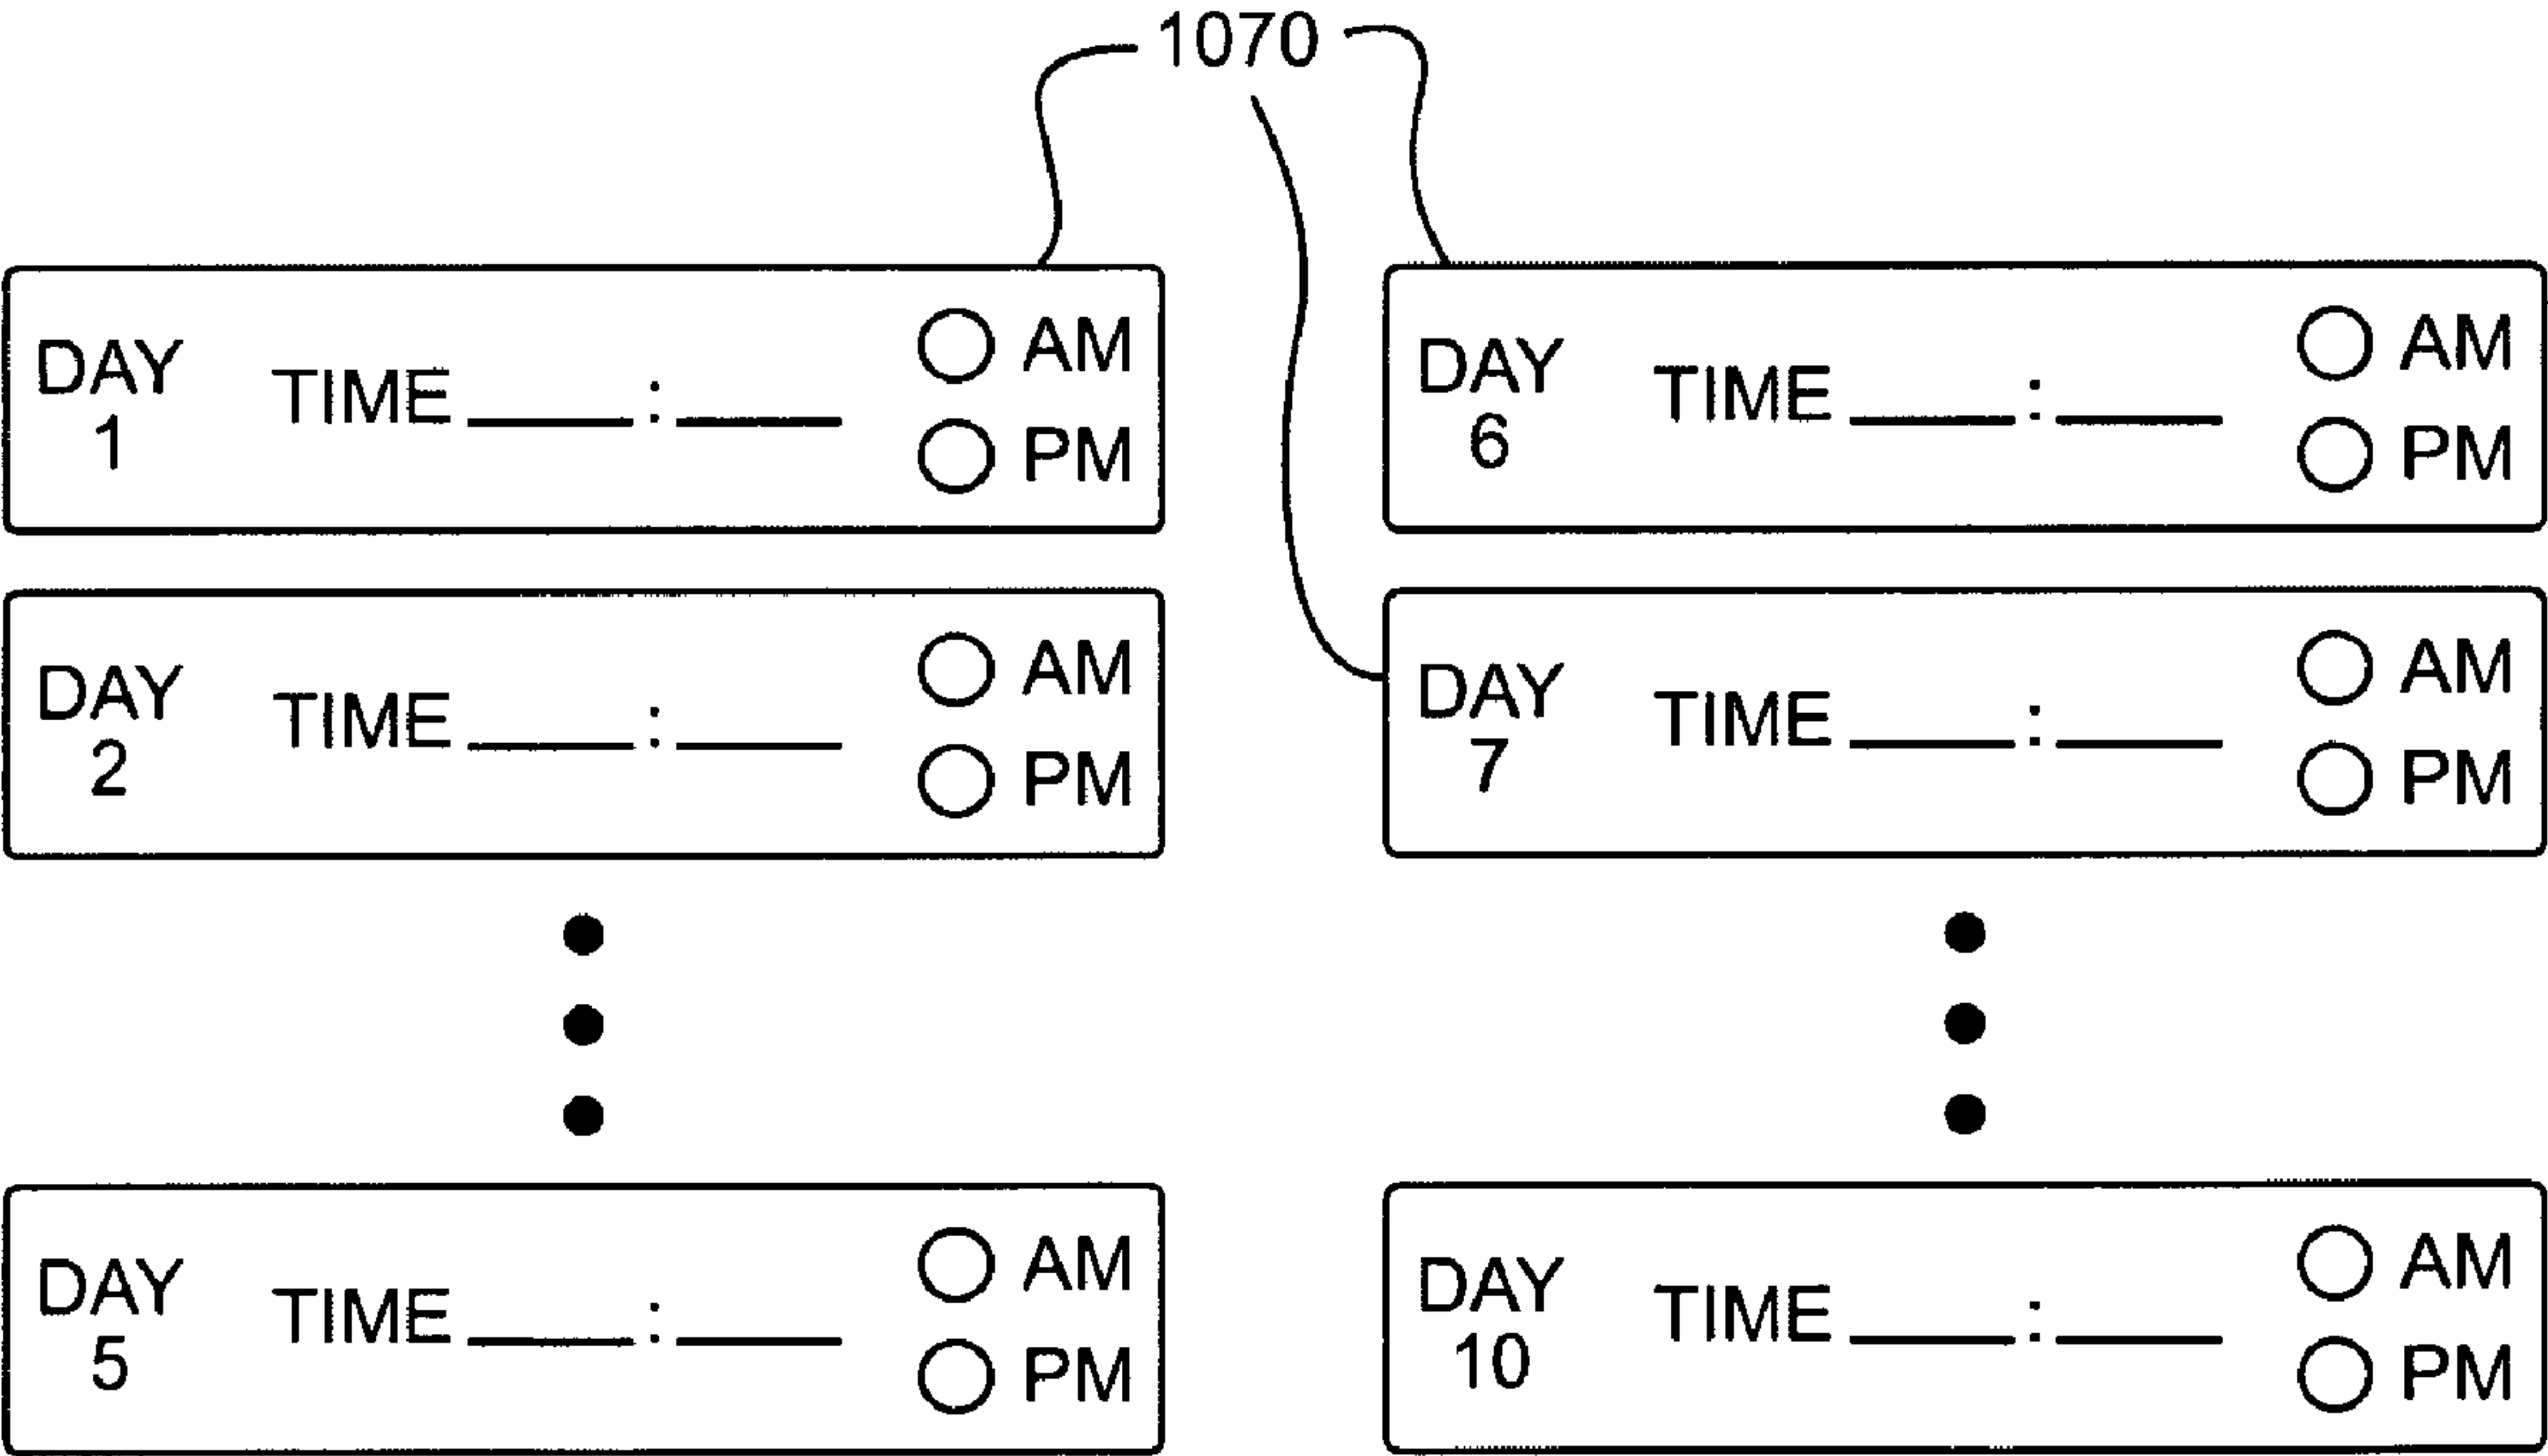 1070
DAY 1 TIME ____ : ____ AM PM
DAY 6 TIME ____ : ____ AM PM
DAY 2 TIME ____ : ____ AM PM
DAY 7 TIME ____ : ____ AM PM
DAY 5 TIME ____ : ____ AM PM
DAY 10 TIME ____ : ____ AM PM